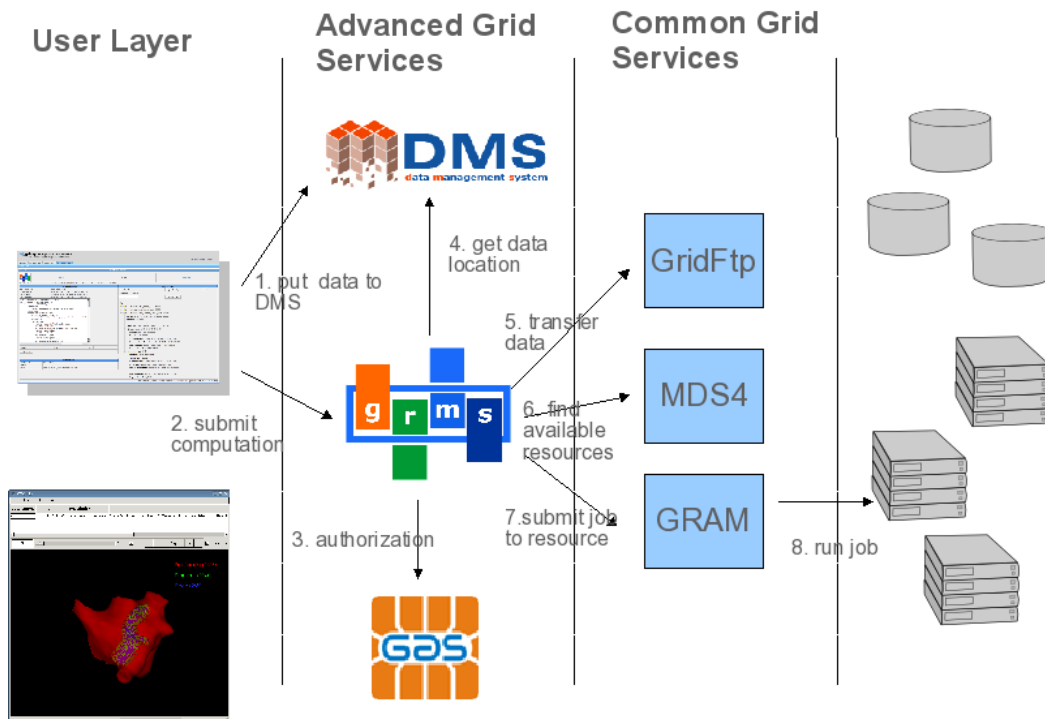 User Layer
Advanced Grid
Services
Common Grid
Services
DMS
data management system
1. put data to
DMS
4. get data
location
GridFtp
5. transfer
data
MDS4
g r m s
6. find
available
resources
2. submit
computation
GRAM
7.submit job
to resource
8. run job
3. authorization
GAS